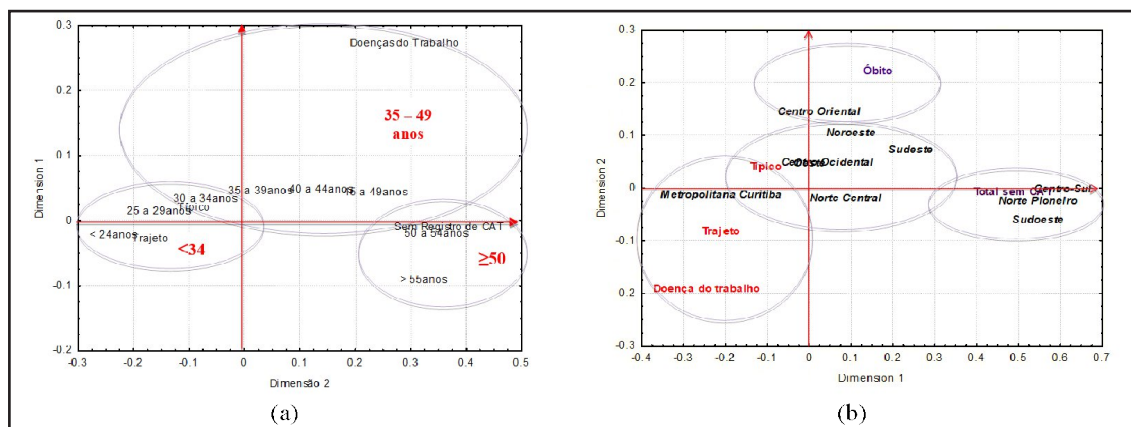 0.3
0.2
0.1
0
-0.1
-0.2
Dimension 1
Doenças do Trabalho
35 – 49
anos
35 a 39anos
40 a 44anos
45 a 49anos
30 a 34anos
Típico
25 a 29anos
< 24anos
Trajeto
<34
Sem Registro de CAT
50 a 54anos
≥50
> 55anos
-0.3
-0.2
-0.1
0
0.1
0.2
0.3
0.4
0.5
Dimensão 2
(a)
0.3
0.2
0.1
0
-0.1
-0.2
-0.3
Dimension 2
Óbito
Centro Oriental
Noroeste
Sudeste
Típico
Centro Ocidental
Oeste
Metropolitana Curitiba
Norte Central
Total sem CA
Centro-Sul
Norte Pioneiro
Sudoeste
Trajeto
Doença do trabalho
-0.4
-0.3
-0.2
-0.1
0
0.1
0.2
0.3
0.4
0.5
0.6
0.7
Dimension 1
(b)